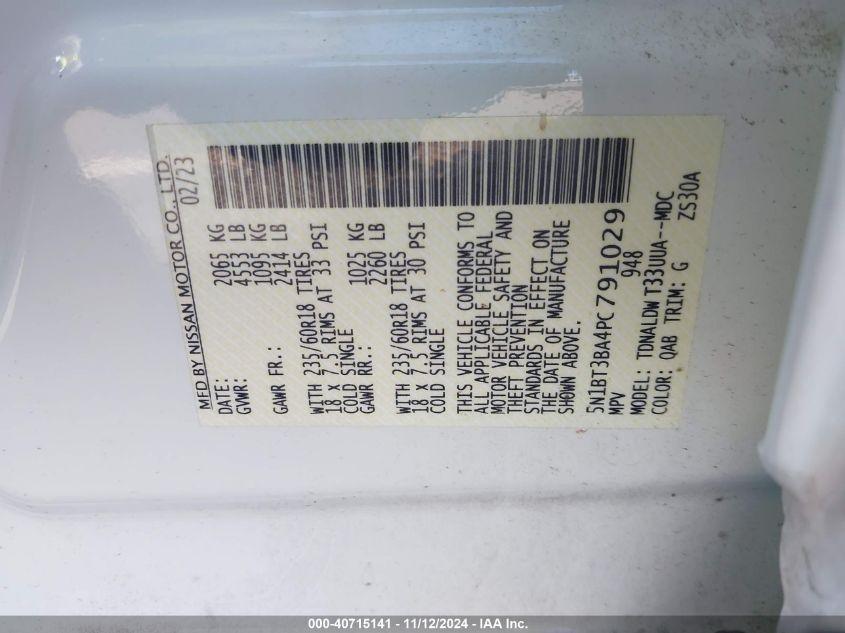 MFD BY NISSAN MOTOR CO., LTD.
DATE: 02/23
GVWR: 2065 KG
4553 LB
GAWR FR.: 1095 KG
2414 LB
WITH 235/60R18 TIRES
18 X 7.5 RIMS AT 33 PSI
COLD SINGLE
GAWR RR.: 1025 KG
2260 LB
WITH 235/60R18 TIRES
18 X 7.5 RIMS AT 30 PSI
COLD SINGLE
THIS VEHICLE CONFORMS TO
ALL APPLICABLE FEDERAL
MOTOR VEHICLE SAFETY AND
THEFT PREVENTION
STANDARDS IN EFFECT ON
THE DATE OF MANUFACTURE
SHOWN ABOVE.
5N1BT3BA4PC791029
MPV 948
MODEL: TDNALDW T33UUA--MDC
COLOR: QAB TRIM: G ZS30A
000-40715141 - 11/12/2024 - IAA Inc.